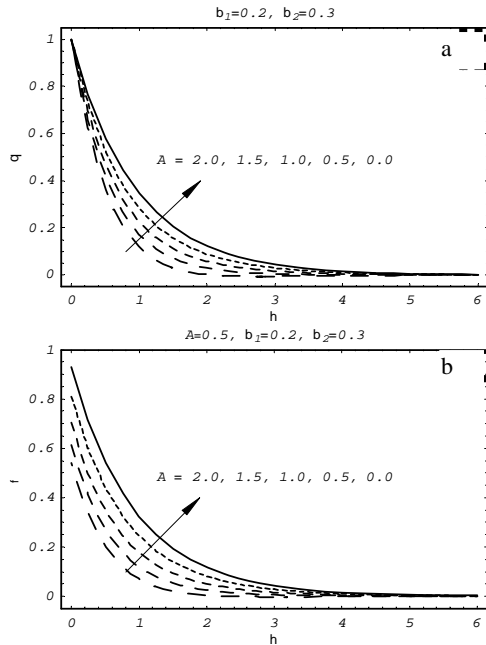 b₁=0.2, b₂=0.3
a
1
0.8
0.6
0.4
0.2
0
q
A = 2.0, 1.5, 1.0, 0.5, 0.0
0 1 2 3 4 5 6
h
A=0.5, b₁=0.2, b₂=0.3
b
1
0.8
0.6
0.4
0.2
0
f
A = 2.0, 1.5, 1.0, 0.5, 0.0
0 1 2 3 4 5 6
h